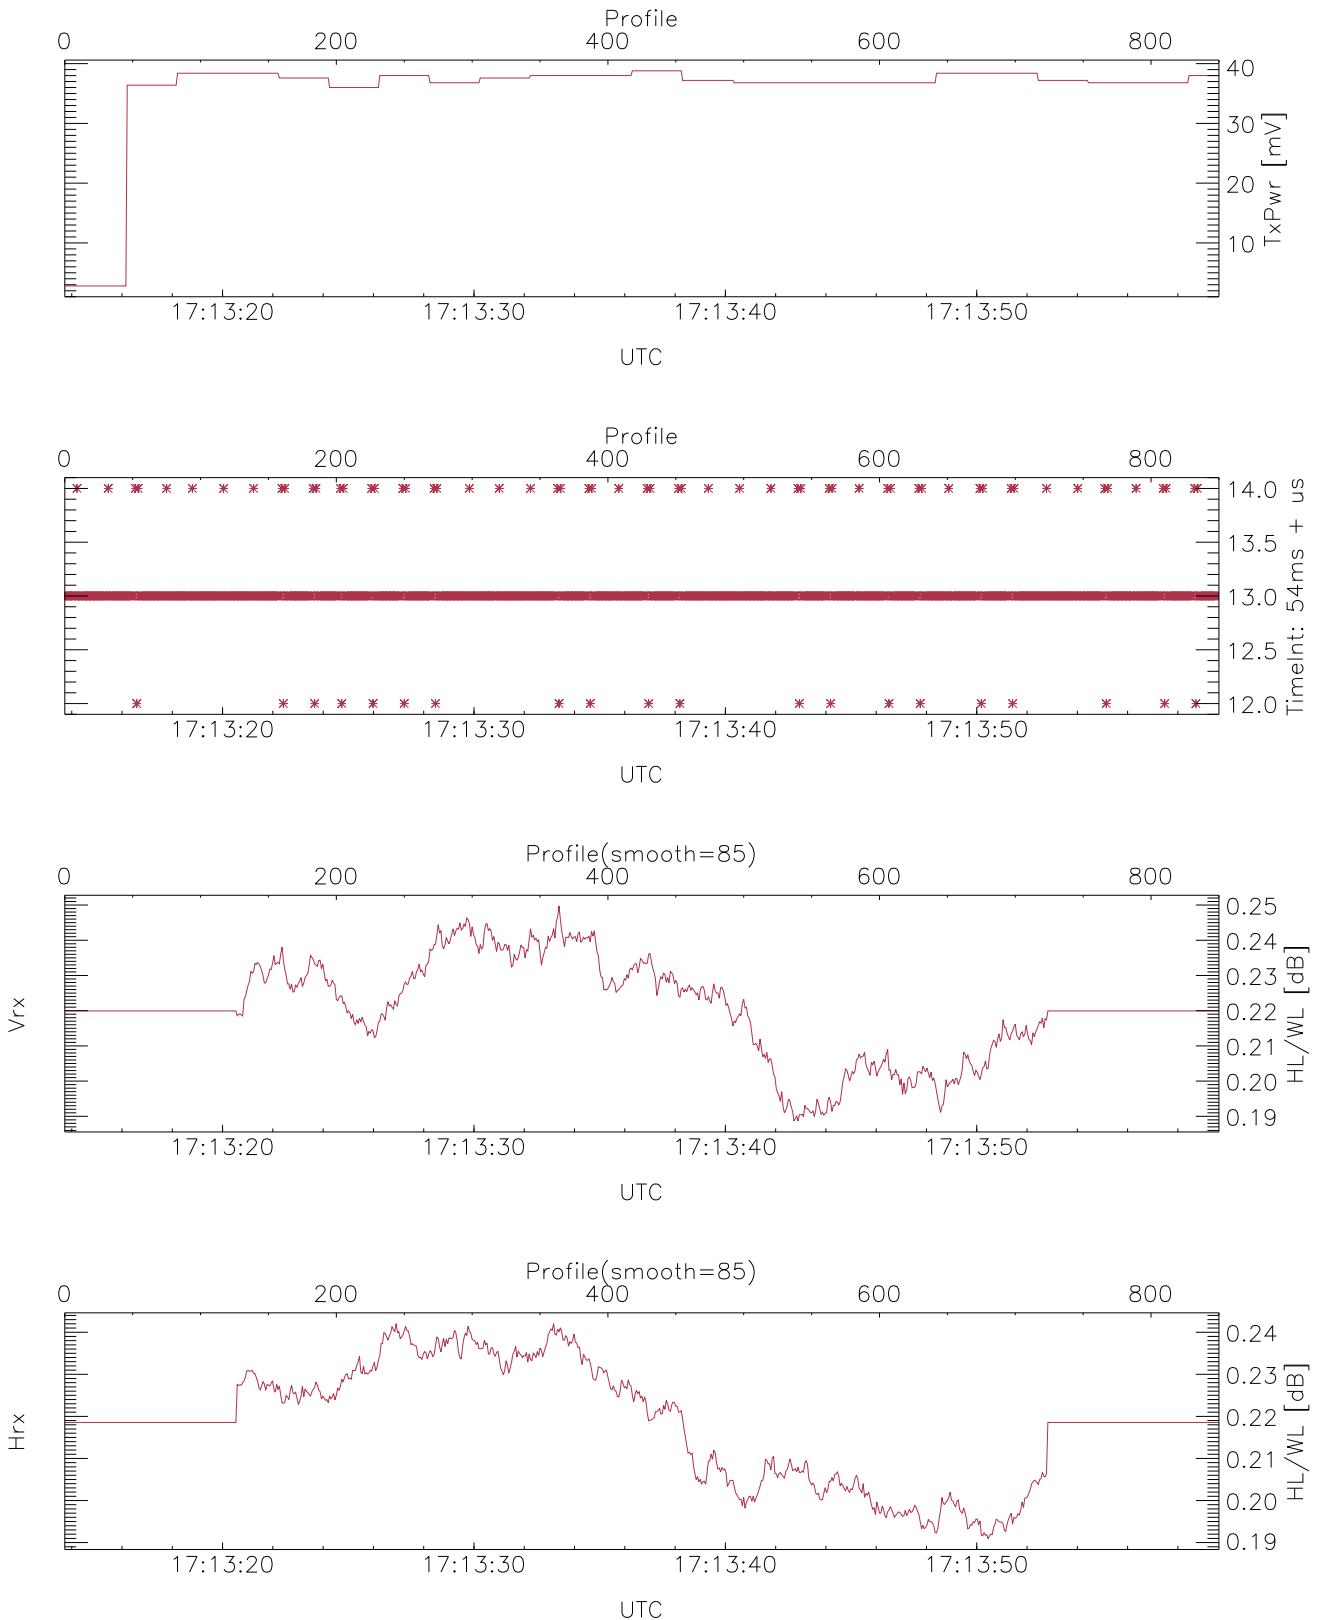 Profile
0 200 400 600 800
40
30
20
10
TxPwr [mV]
17:13:20 17:13:30 17:13:40 17:13:50
UTC
Profile
0 200 400 600 800
14.0
13.5
13.0
12.5
12.0
TimeInt: 54ms + us
17:13:20 17:13:30 17:13:40 17:13:50
UTC
Profile(smooth=85)
0 200 400 600 800
Vrx
0.25
0.24
0.23
0.22
0.21
0.20
0.19
HL/WL [dB]
17:13:20 17:13:30 17:13:40 17:13:50
UTC
Profile(smooth=85)
0 200 400 600 800
Hrx
0.24
0.23
0.22
0.21
0.20
0.19
HL/WL [dB]
17:13:20 17:13:30 17:13:40 17:13:50
UTC